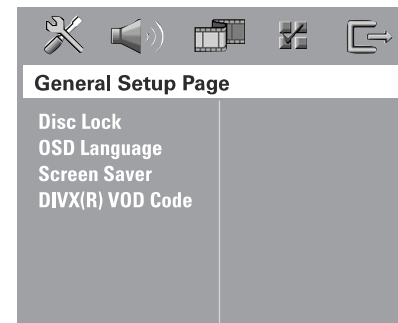 General Setup Page
Disc Lock
OSD Language
Screen Saver
DIVX(R) VOD Code